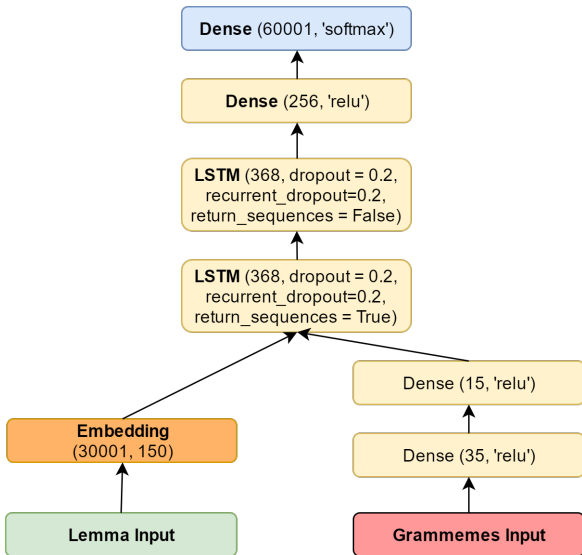 Dense (60001, 'softmax')
Dense (256, 'relu')
LSTM (368, dropout = 0.2,
recurrent_dropout=0.2,
return_sequences = False)
LSTM (368, dropout = 0.2,
recurrent_dropout=0.2,
return_sequences = True)
Dense (15, 'relu')
Embedding
(30001, 150)
Dense (35, 'relu')
Lemma Input
Grammemes Input